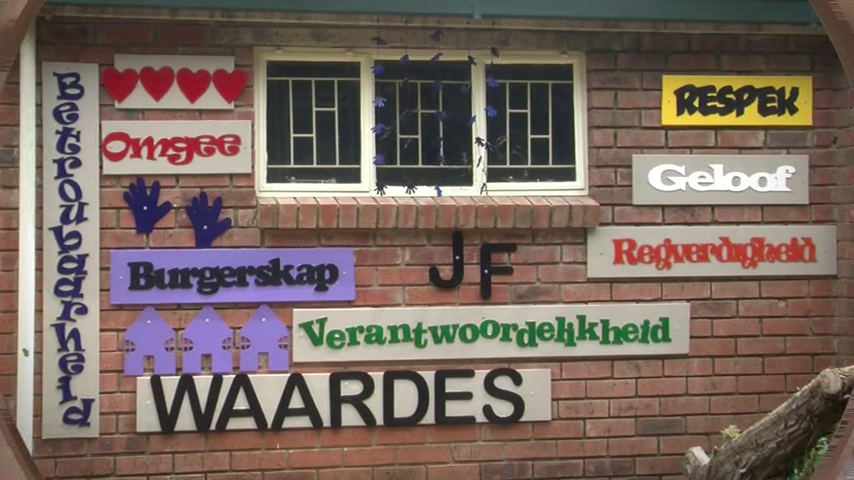 Betroubaarheid
Omgee
RESPEK
Geloof
Regverdigheid
Burgerskap
JF
Verantwoordelikheid
WAARDES